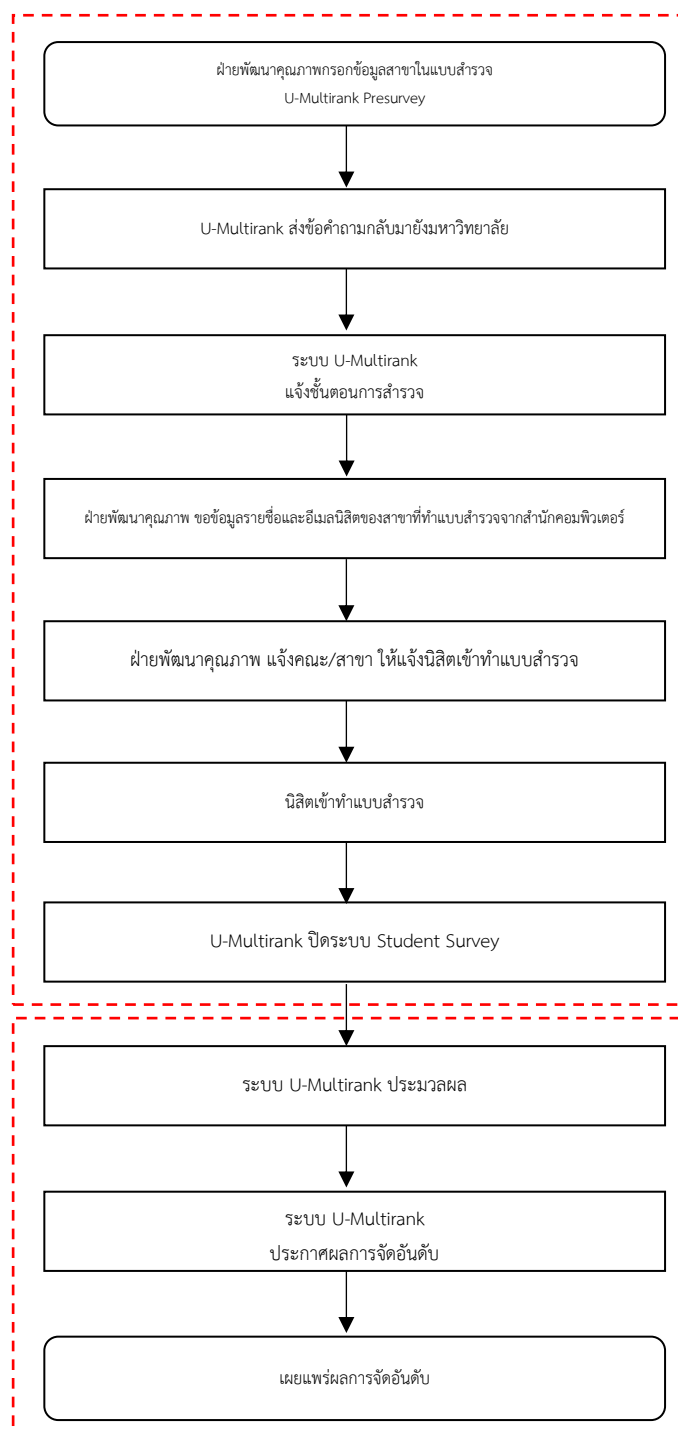 ฝ่ายพัฒนาคุณภาพกรอกข้อมูลสาขาในแบบสำรวจ
U-Multirank Presurvey
U-Multirank ส่งข้อคำถามกลับมายังมหาวิทยาลัย
ระบบ U-Multirank
แจ้งขั้นตอนการสำรวจ
ฝ่ายพัฒนาคุณภาพ ขอข้อมูลรายชื่อและอีเมลนิสิตของสาขาที่ทำแบบสำรวจจากสำนักคอมพิวเตอร์
ฝ่ายพัฒนาคุณภาพ แจ้งคณะ/สาขา ให้แจ้งนิสิตเข้าทำแบบสำรวจ
นิสิตเข้าทำแบบสำรวจ
U-Multirank ปิดระบบ Student Survey
ระบบ U-Multirank ประมวลผล
ระบบ U-Multirank
ประกาศผลการจัดอันดับ
เผยแพร่ผลการจัดอันดับ